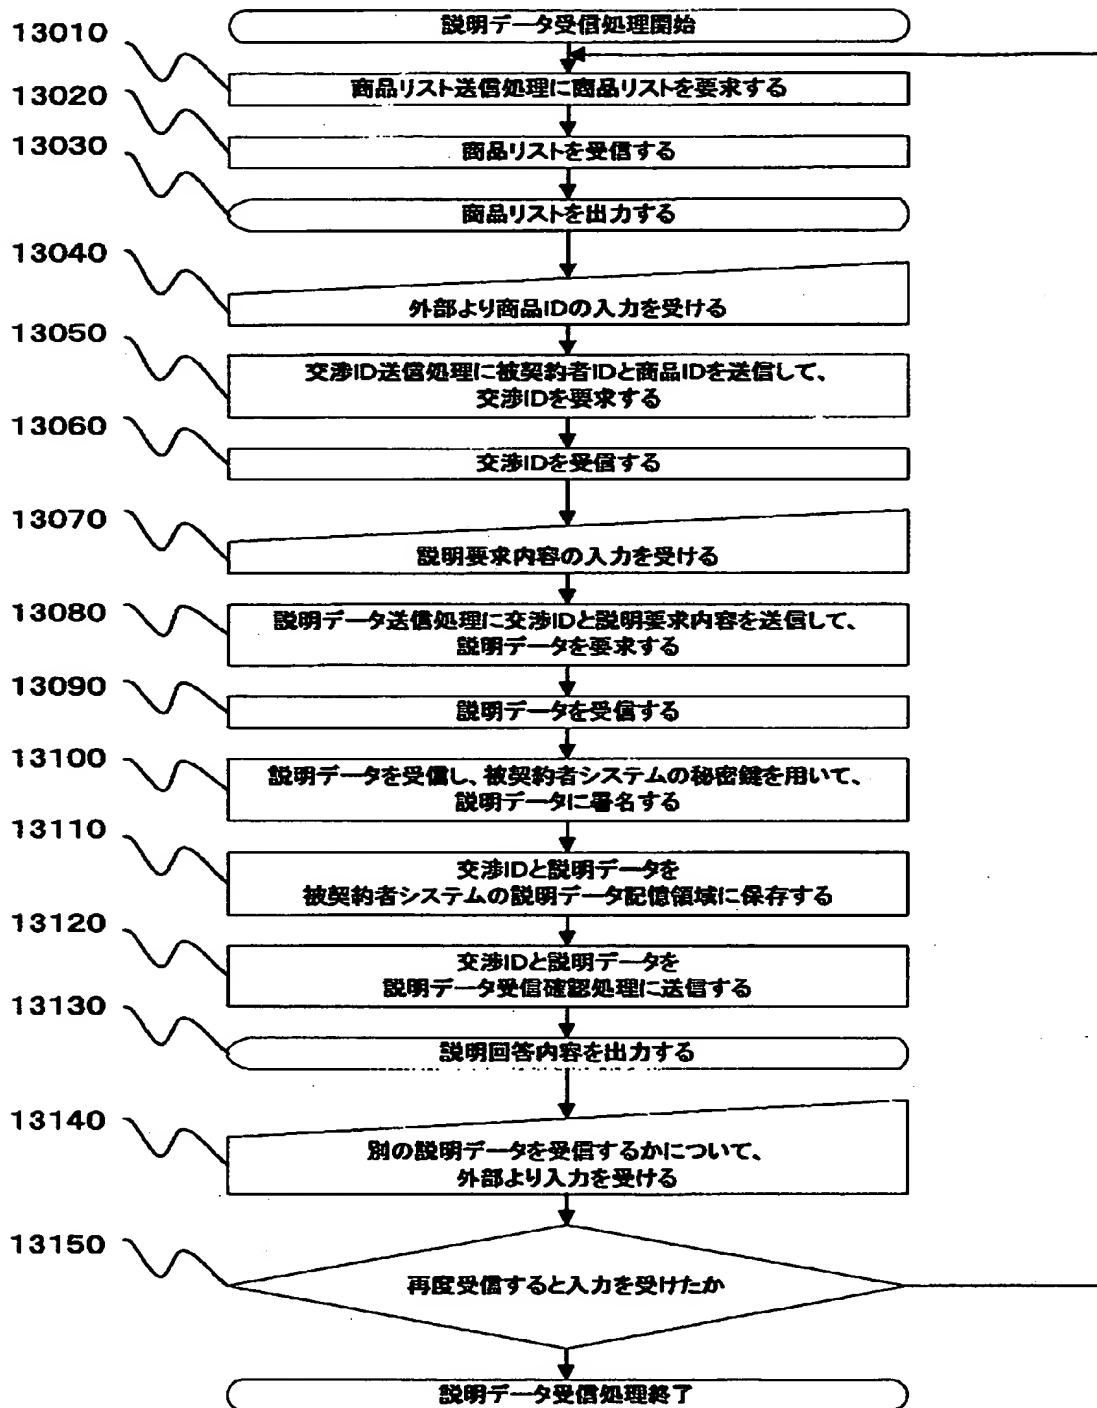 説明データ受信処理開始
13010
商品リスト送信処理に商品リストを要求する
13020
商品リストを受信する
13030
商品リストを出力する
13040
外部より商品IDの入力を受ける
13050
交渉ID送信処理に被契約者IDと商品IDを送信して、
交渉IDを要求する
13060
交渉IDを受信する
13070
説明要求内容の入力を受ける
13080
説明データ送信処理に交渉IDと説明要求内容を送信して、
説明データを要求する
13090
説明データを受信する
13100
説明データを受信し、被契約者システムの秘密鍵を用いて、
説明データに署名する
13110
交渉IDと説明データを
被契約者システムの説明データ記憶領域に保存する
13120
交渉IDと説明データを
説明データ受信確認処理に送信する
13130
説明回答内容を出力する
13140
別の説明データを受信するかについて、
外部より入力を受ける
13150
再度受信すると入力を受けたか
説明データ受信処理終了